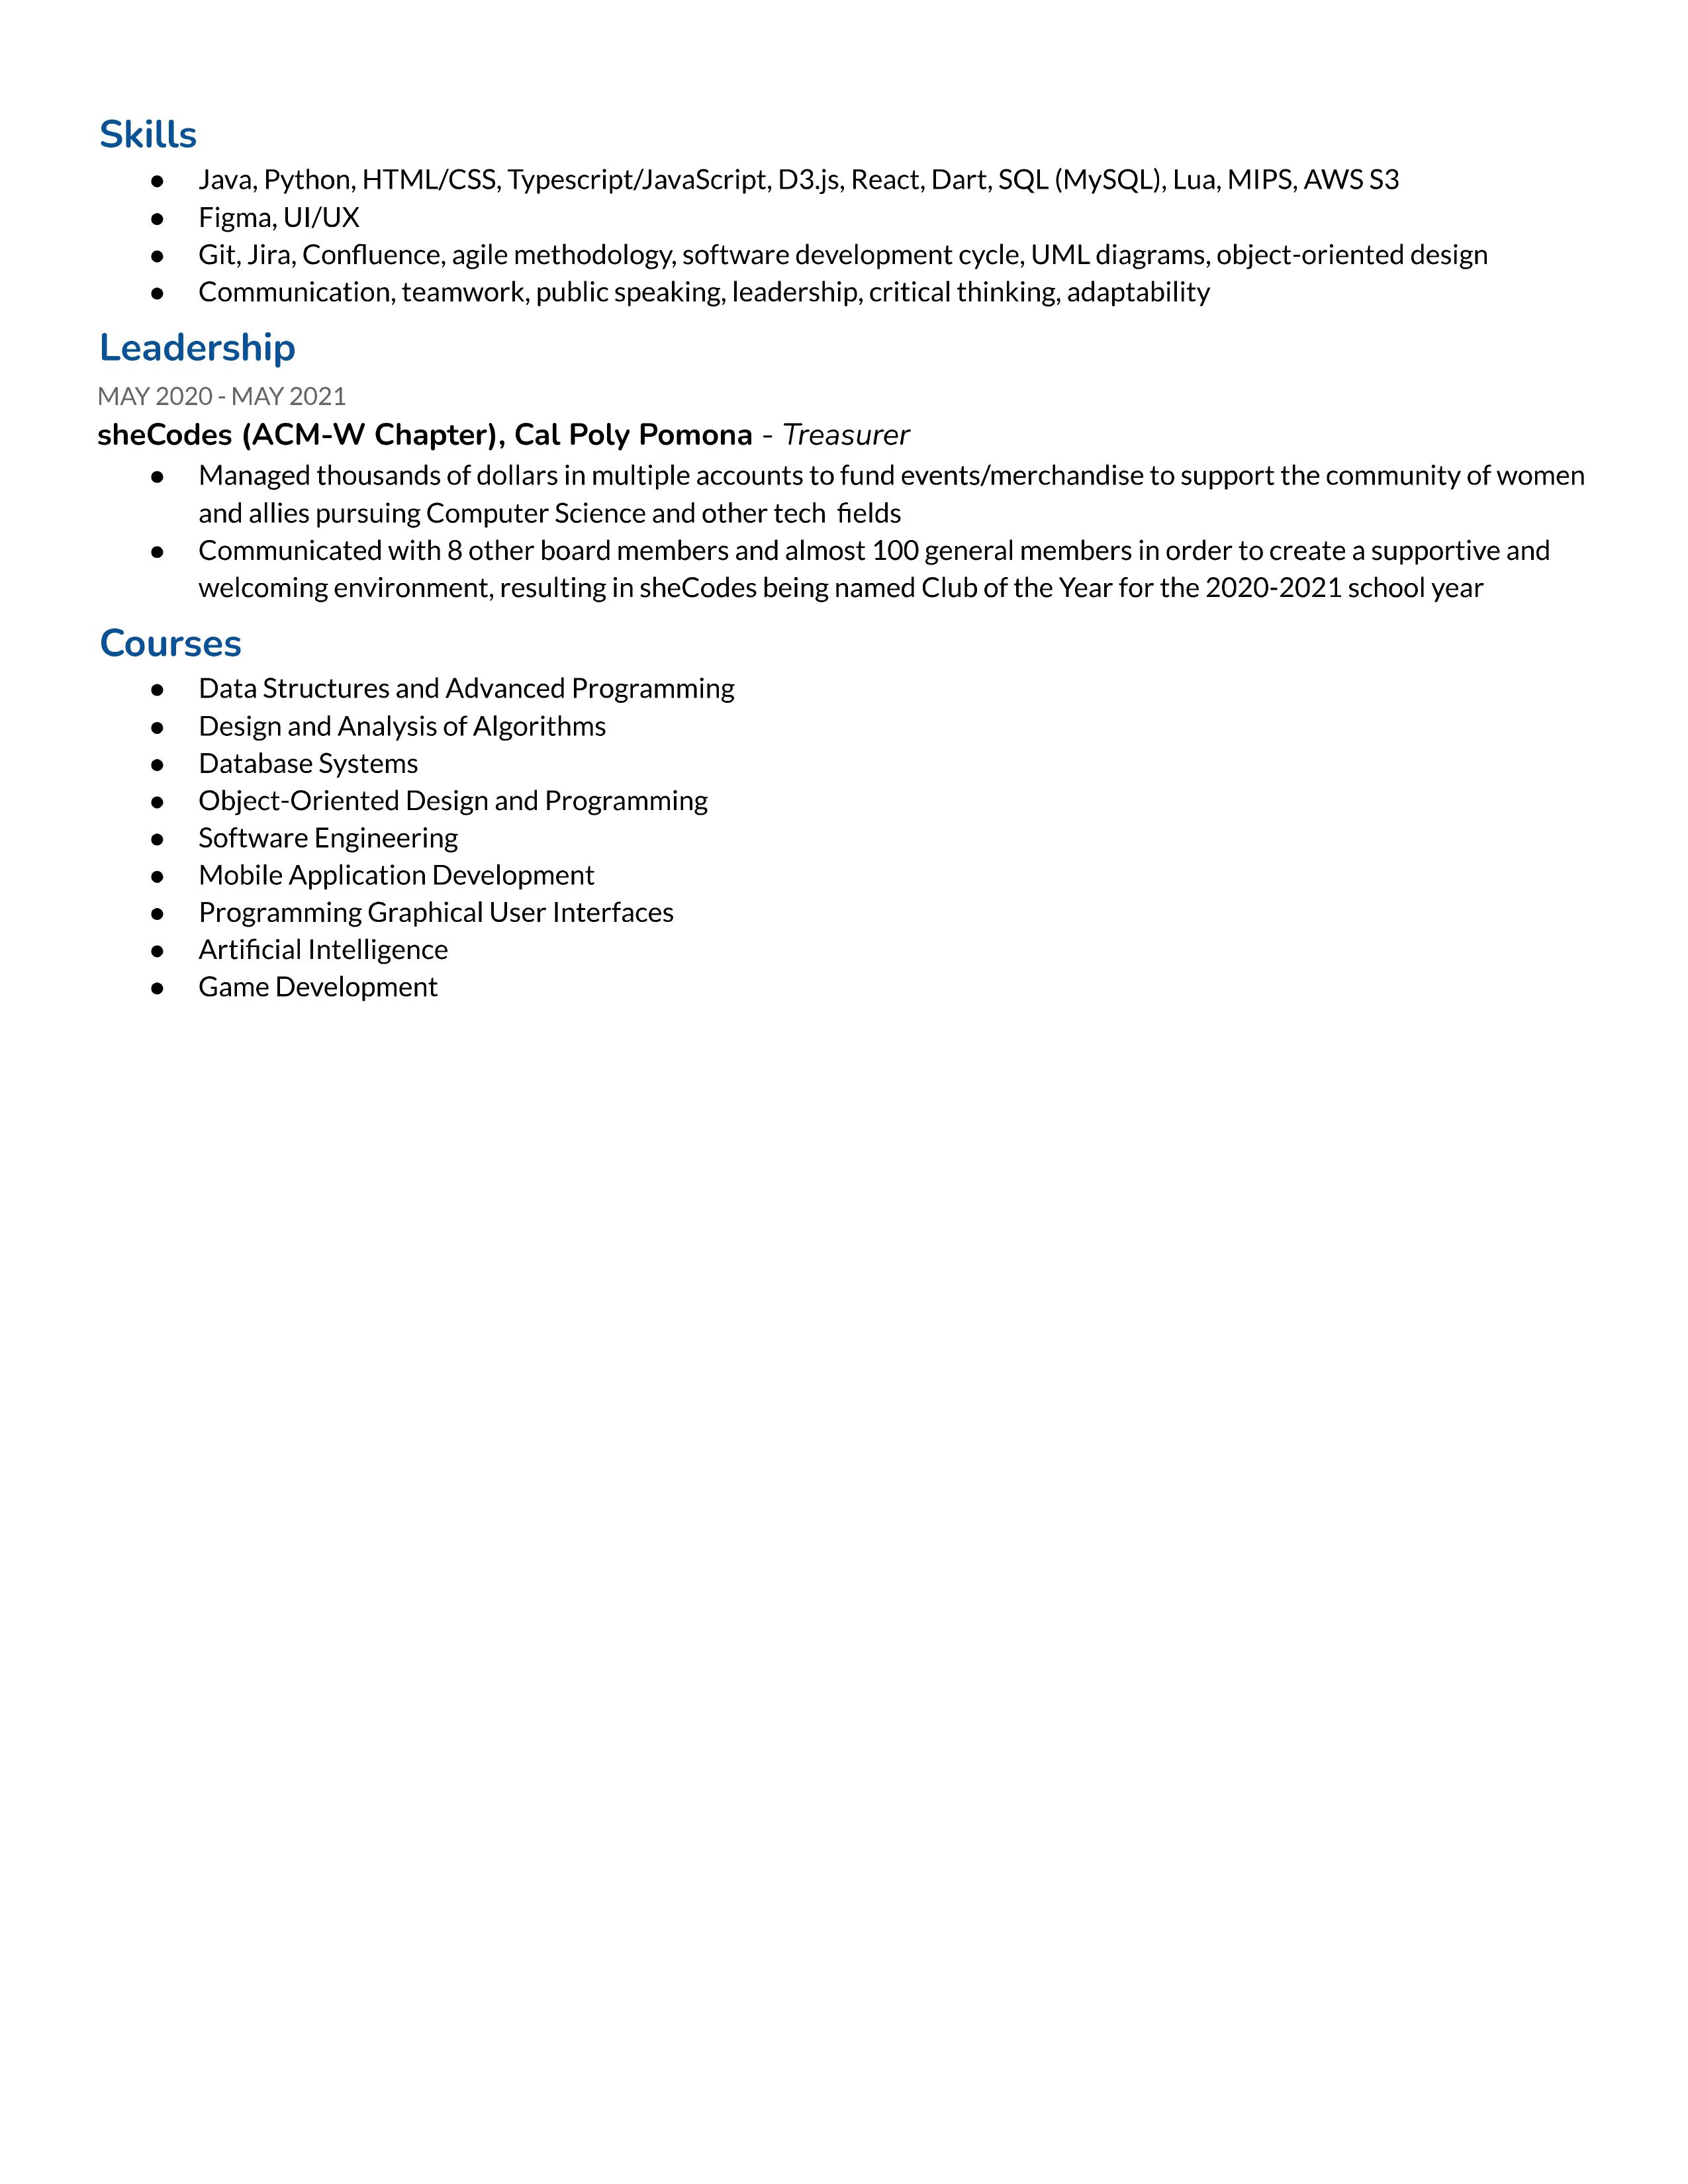 Skills
● Java, Python, HTML/CSS, Typescript/JavaScript, D3.js, React, Dart, SQL (MySQL), Lua, MIPS, AWS S3
● Figma, UI/UX
● Git, Jira, Confluence, agile methodology, software development cycle, UML diagrams, object-oriented design
● Communication, teamwork, public speaking, leadership, critical thinking, adaptability
Leadership
MAY 2020 - MAY 2021
sheCodes (ACM-W Chapter), Cal Poly Pomona - Treasurer
● Managed thousands of dollars in multiple accounts to fund events/merchandise to support the community of women
and allies pursuing Computer Science and other tech  fields
● Communicated with 8 other board members and almost 100 general members in order to create a supportive and
welcoming environment, resulting in sheCodes being named Club of the Year for the 2020-2021 school year
Courses
● Data Structures and Advanced Programming
● Design and Analysis of Algorithms
● Database Systems
● Object-Oriented Design and Programming
● Software Engineering
● Mobile Application Development
● Programming Graphical User Interfaces
● Artificial Intelligence
● Game Development